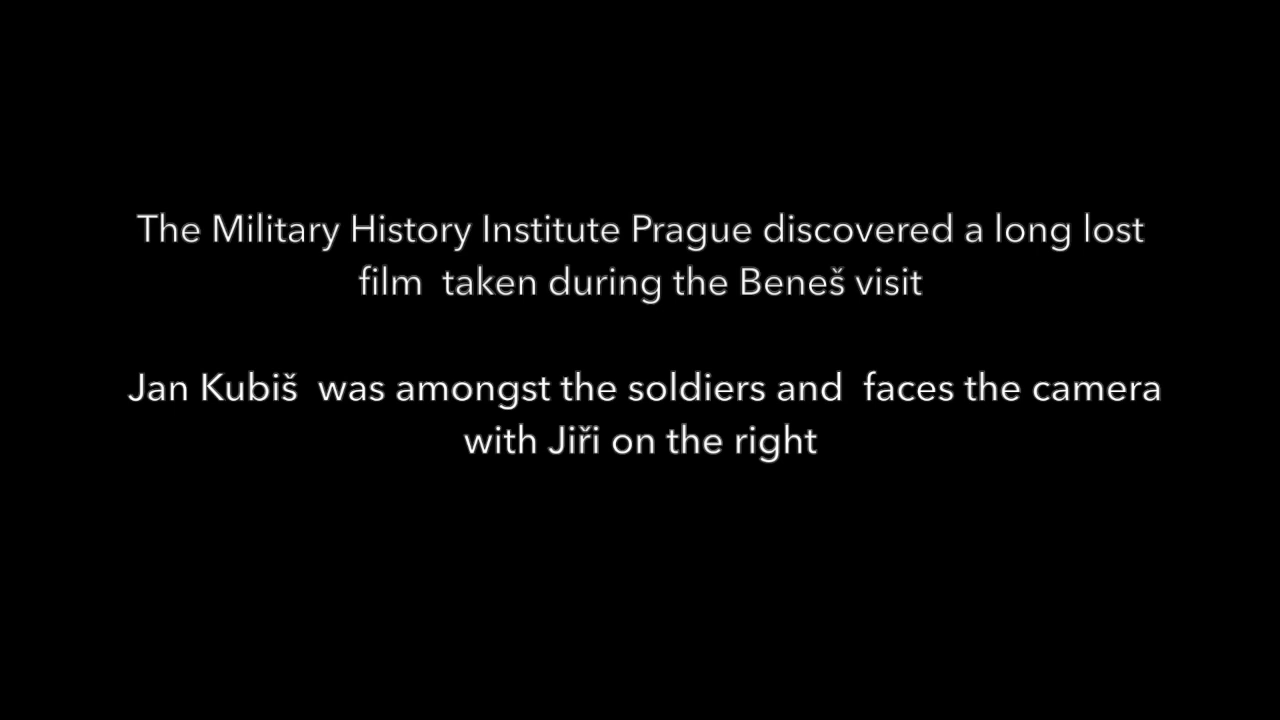 The Military History Institute Prague discovered a long lost
film  taken during the Beneš visit
Jan Kubiš  was amongst the soldiers and  faces the camera
with Jiři on the right